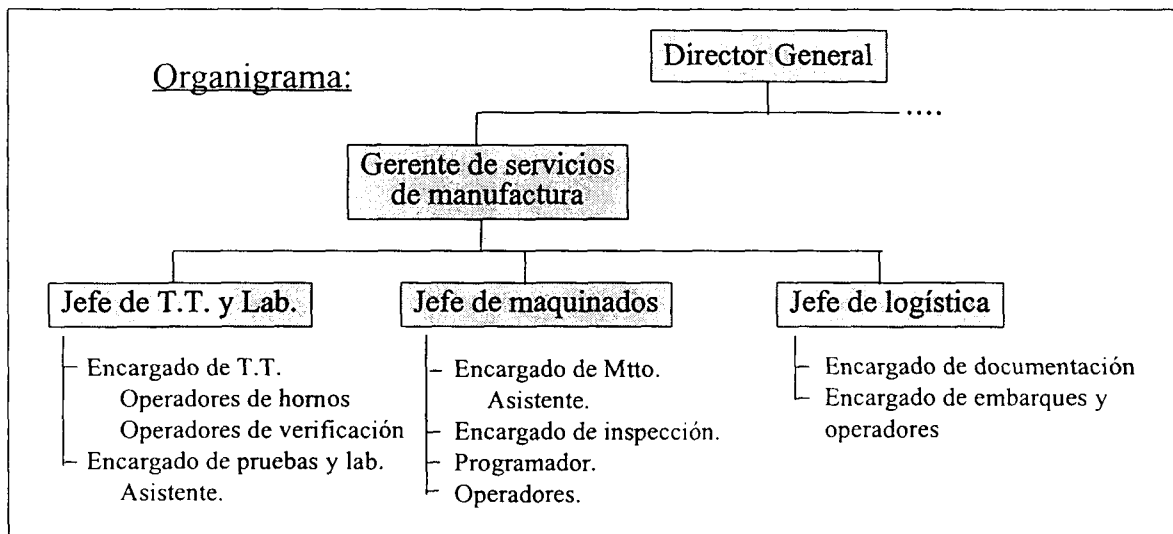 Organigrama:
Director General
....
Gerente de servicios
de manufactura
Jefe de T.T. y Lab.
Encargado de T.T.
Operadores de hornos
Operadores de verificación
Encargado de pruebas y lab.
Asistente.
Jefe de maquinados
Encargado de Mtto.
Asistente.
Encargado de inspección.
Programador.
Operadores.
Jefe de logística
Encargado de documentación
Encargado de embarques y
operadores